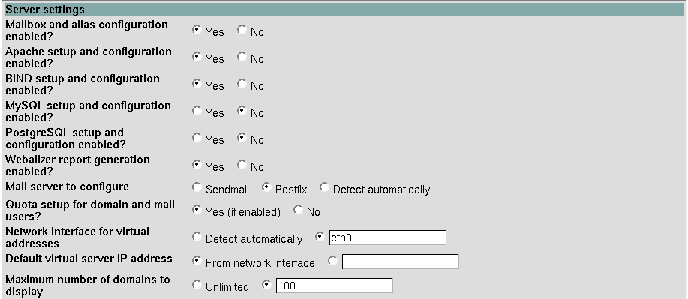 Server settings
Mailbox and alias configuration
enabled? Yes No
Apache setup and configuration
enabled? Yes No
BIND setup and configuration
enabled? Yes No
MySQL setup and configuration
enabled? Yes No
PostgreSQL setup and
configuration enabled? Yes No
Webalizer report generation
enabled? Yes No
Mail server to configure Sendmail Postfix Detect automatically
Quota setup for domain and mail
users? Yes (if enabled) No
Network interface for virtual
addresses Detect automatically eth0
Default virtual server IP address From network interface
Maximum number of domains to
display Unlimited